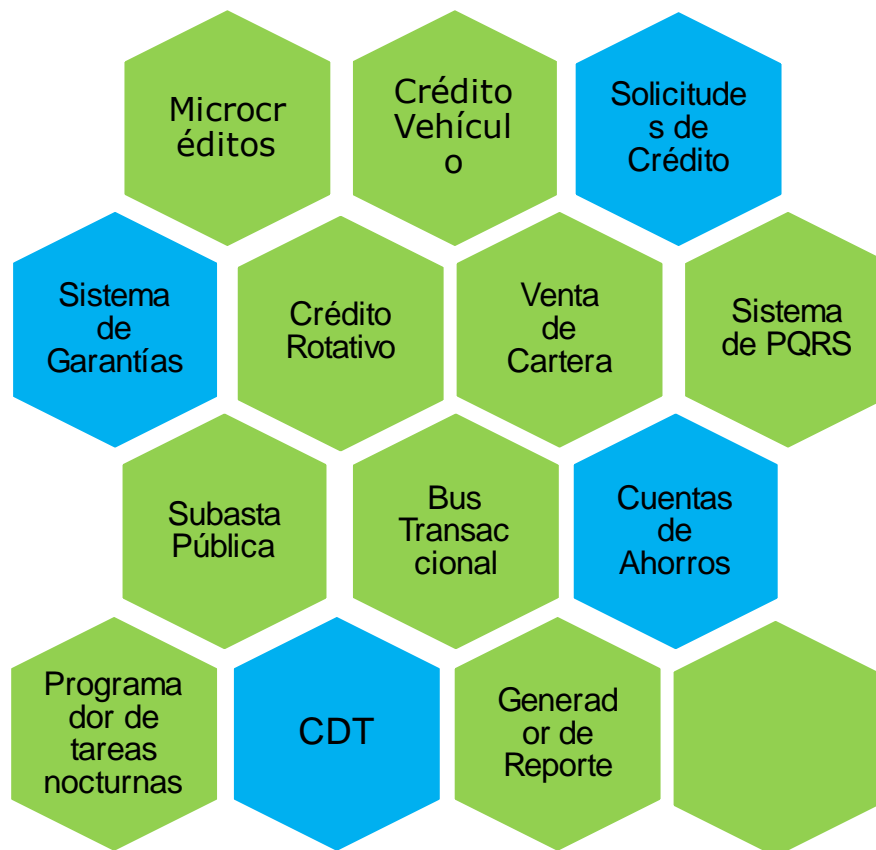 Microcr
éditos
Crédito
Vehícul
o
Solicitude
s de
Crédito
Sistema
de
Garantías
Crédito
Rotativo
Venta
de
Cartera
Sistema
de PQRS
Subasta
Pública
Bus
Transac
cional
Cuentas
de
Ahorros
Programa
dor de
tareas
nocturnas
CDT
Generad
or de
Reporte